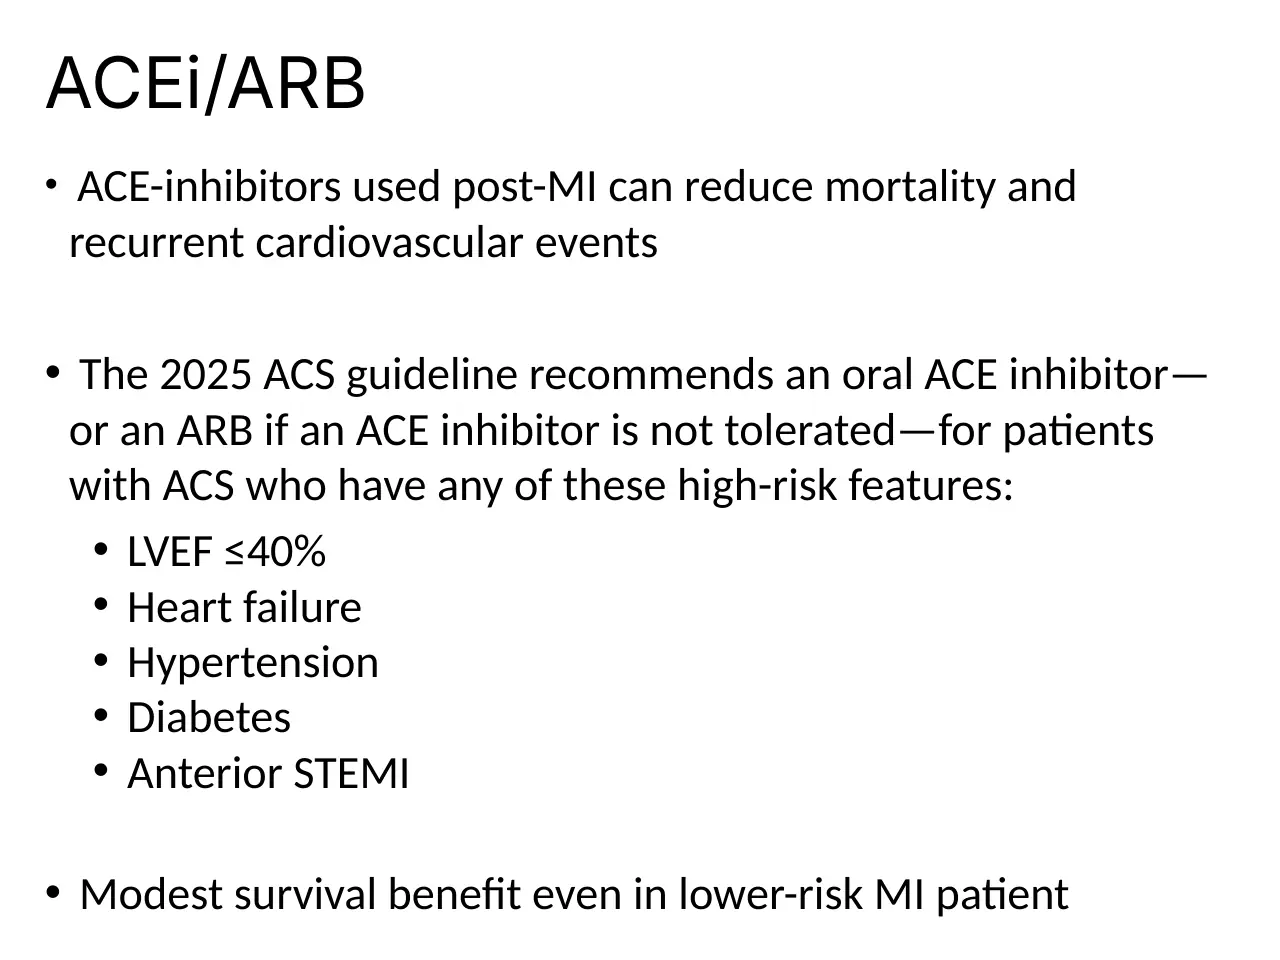 ACEi/ARB
• ACE-inhibitors used post-MI can reduce mortality and
recurrent cardiovascular events
• The 2025 ACS guideline recommends an oral ACE inhibitor—
or an ARB if an ACE inhibitor is not tolerated—for patients
with ACS who have any of these high-risk features:
• LVEF ≤40%
• Heart failure
• Hypertension
• Diabetes
• Anterior STEMI
• Modest survival benefit even in lower-risk MI patient